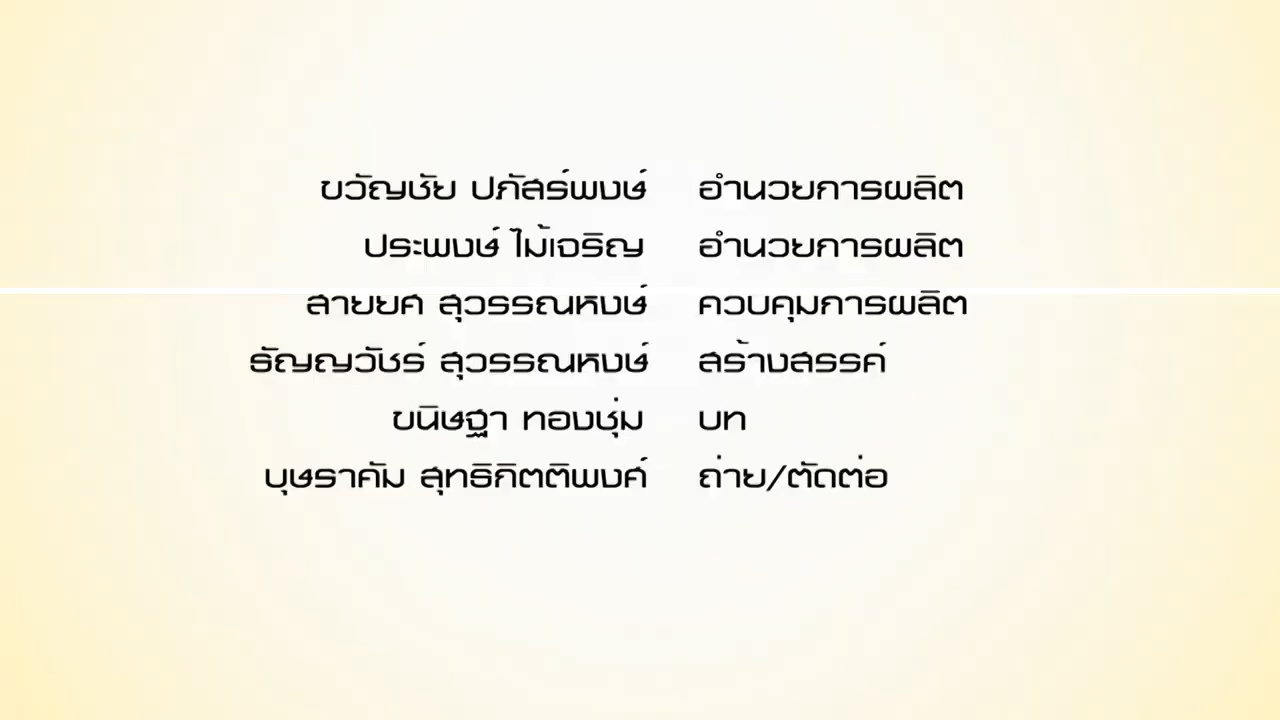 ขวัญชัย ปภัสร์พงษ์ อำนวยการผลิต
ประพงษ์ ไม้เจริญ อำนวยการผลิต
สายยศ สุวรรณหงษ์ ควบคุมการผลิต
ธัญญวัชร์ สุวรรณหงษ์ สร้างสรรค์
ขนิษฐา ทองชุ่ม บท
บุษราคัม สุทธิกิตติพงศ์ ถ่าย/ตัดต่อ